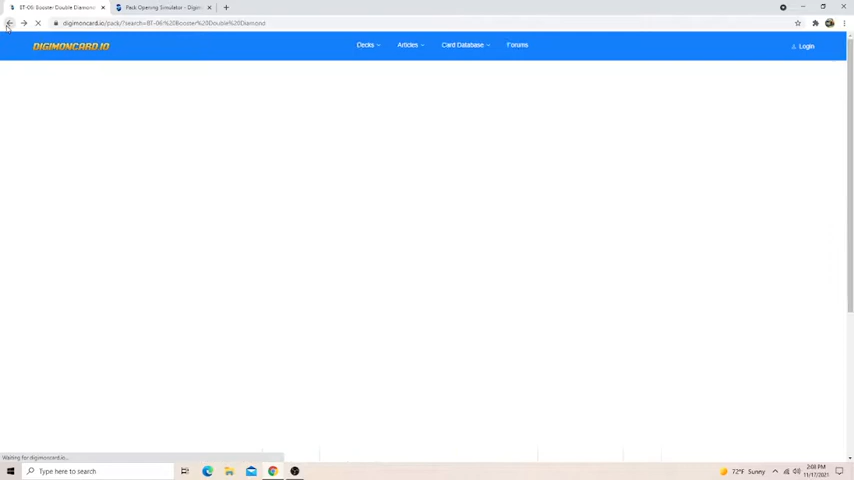 BT-06: Booster Double Diamond
Pack Opening Simulator - Digim
digimoncard.io/pack/?search=BT-06:%20Booster%20Double%20Diamond
DIGIMONCARD.IO
Decks
Articles
Card Database
Forums
Login
Waiting for digimoncard.io...
Type here to search
72°F Sunny
2:08 PM
11/17/2021